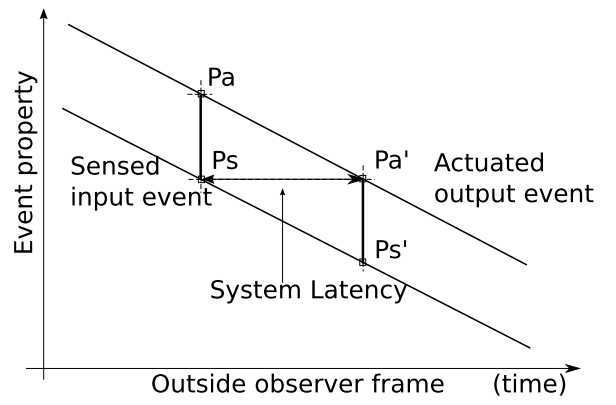 Pa
Ps
Pa'
Sensed
input event
Actuated
output event
Event property
Ps'
System Latency
Outside observer frame (time)